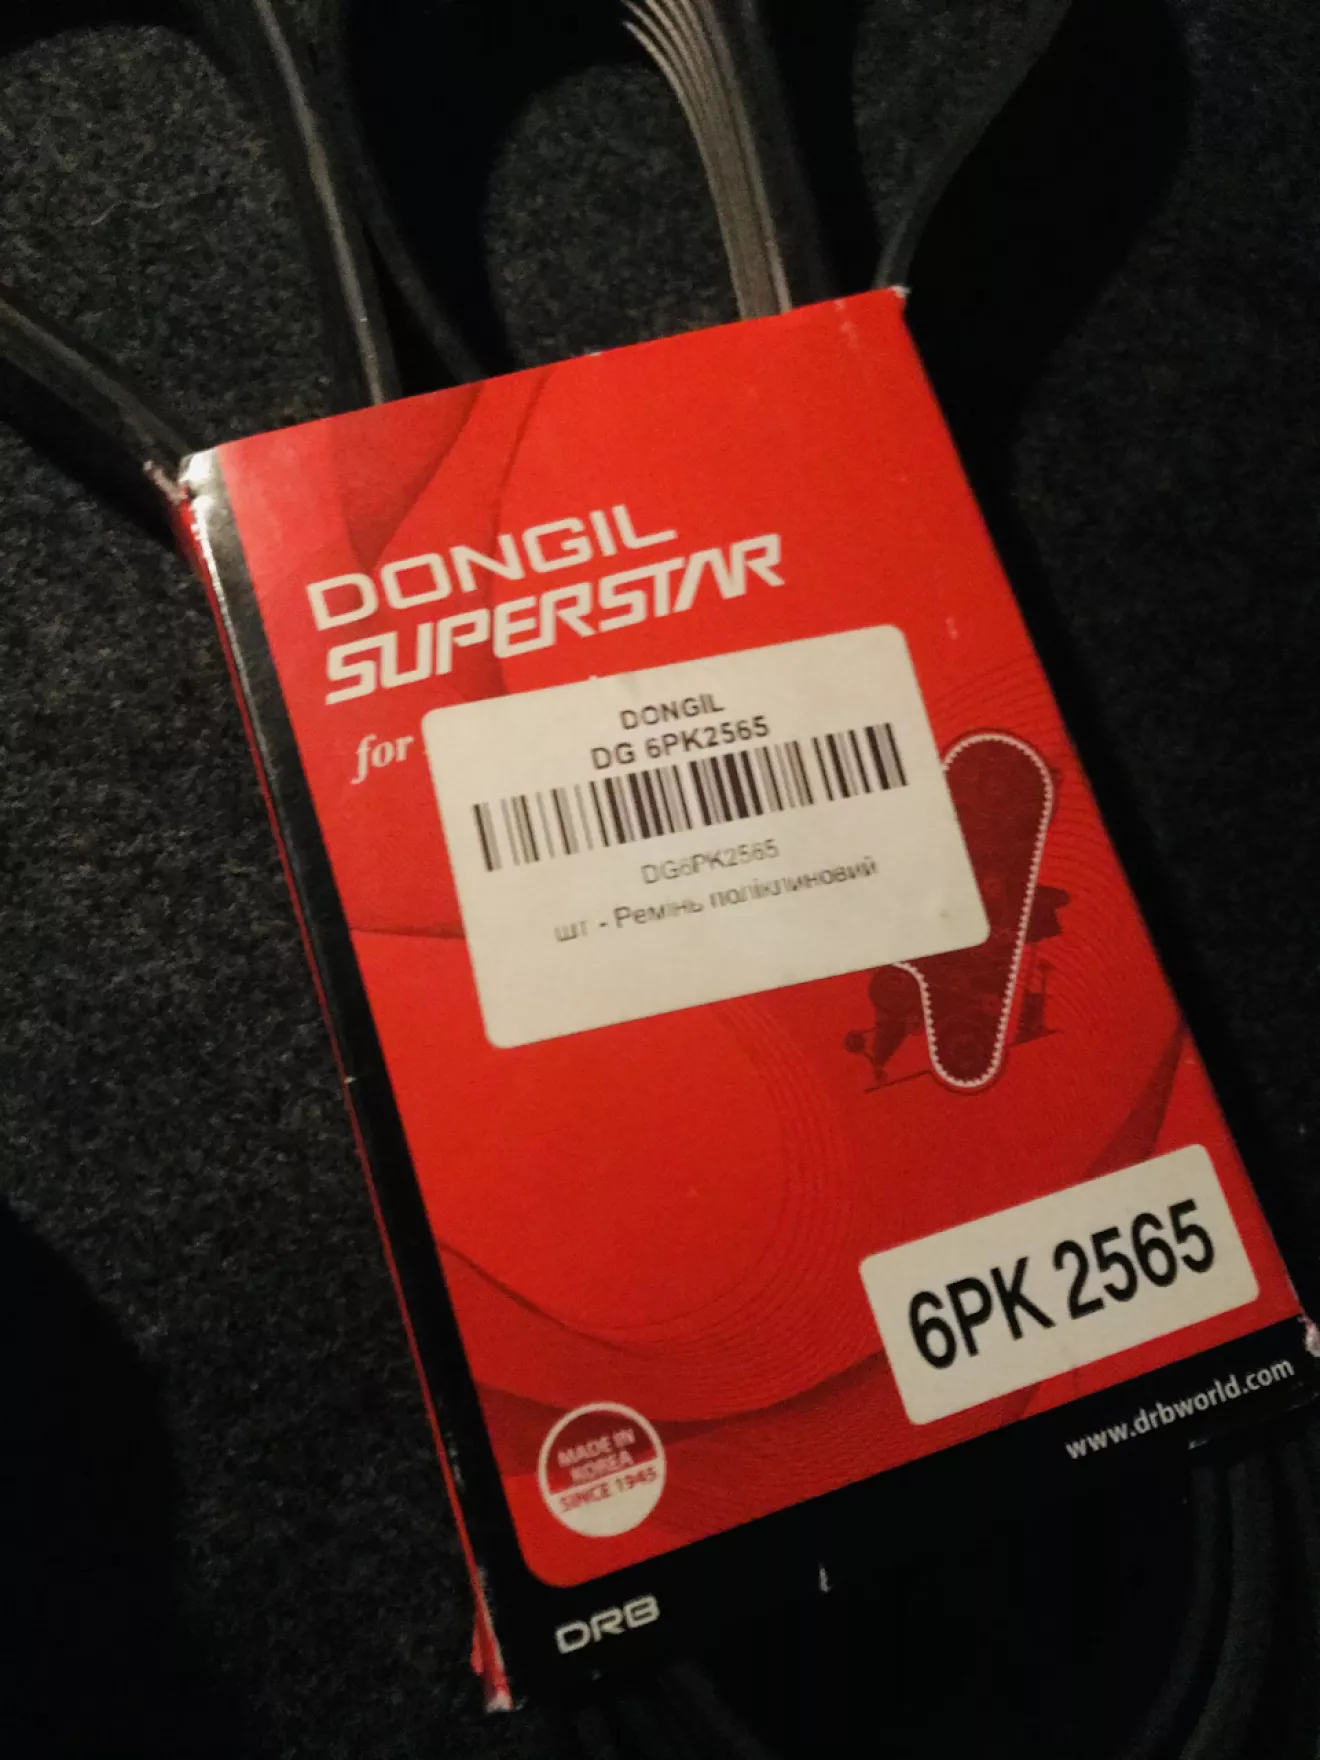 DONGIL
SUPERSTAR
for
DONGIL
DG 6PK2565
DG6PK2565
шт - Ремінь поліклиновий
6PK 2565
www.drbworld.com
MADE IN
KOREA
SINCE 1945
DRB